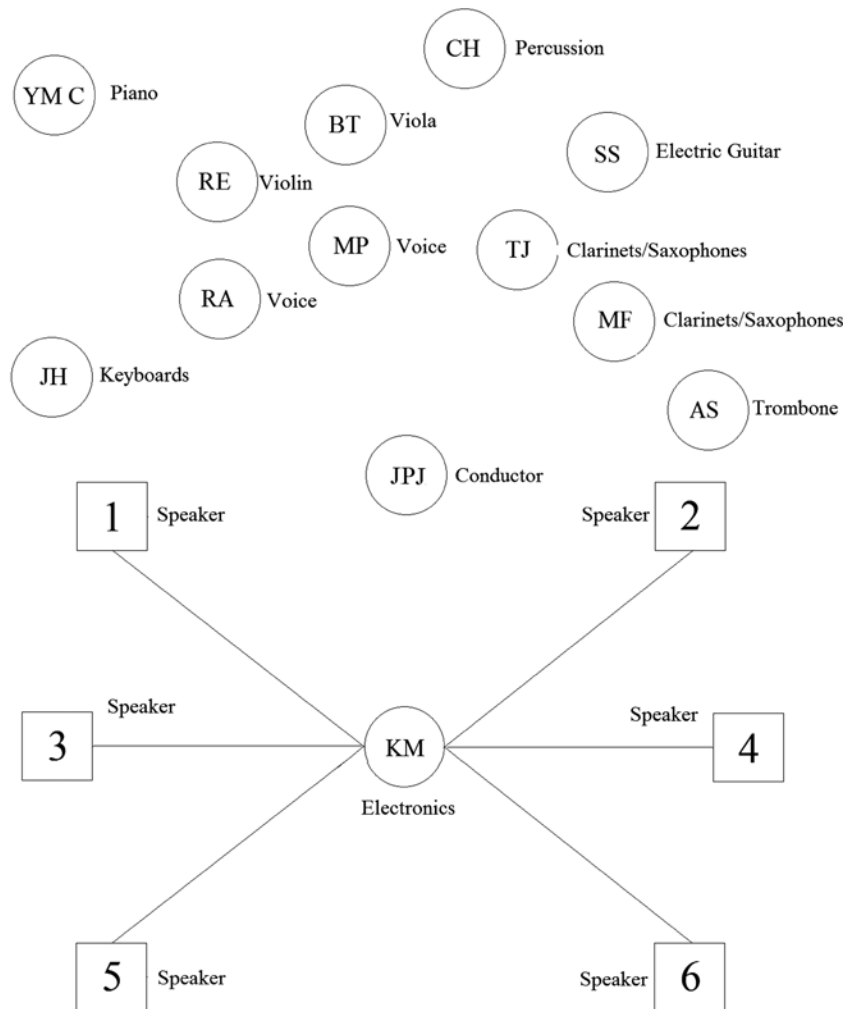 CH Percussion
YM C Piano
BT Viola
SS Electric Guitar
RE Violin
MP Voice
TJ Clarinets/Saxophones
RA Voice
MF Clarinets/Saxophones
JH Keyboards
AS Trombone
JPJ Conductor
1 Speaker
Speaker 2
Speaker
3
Speaker
4
KM
Electronics
5 Speaker
Speaker 6